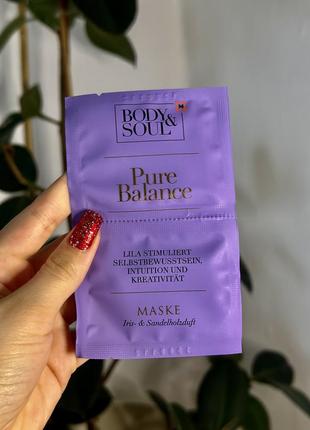 BODY&
SOUL
M
Pure
Balance
LILA STIMULIERT
SELBSTBEWUSSTSEIN,
INTUITION UND
KREATIVITÄT
MASKE
Iris- & Sandelholzduft